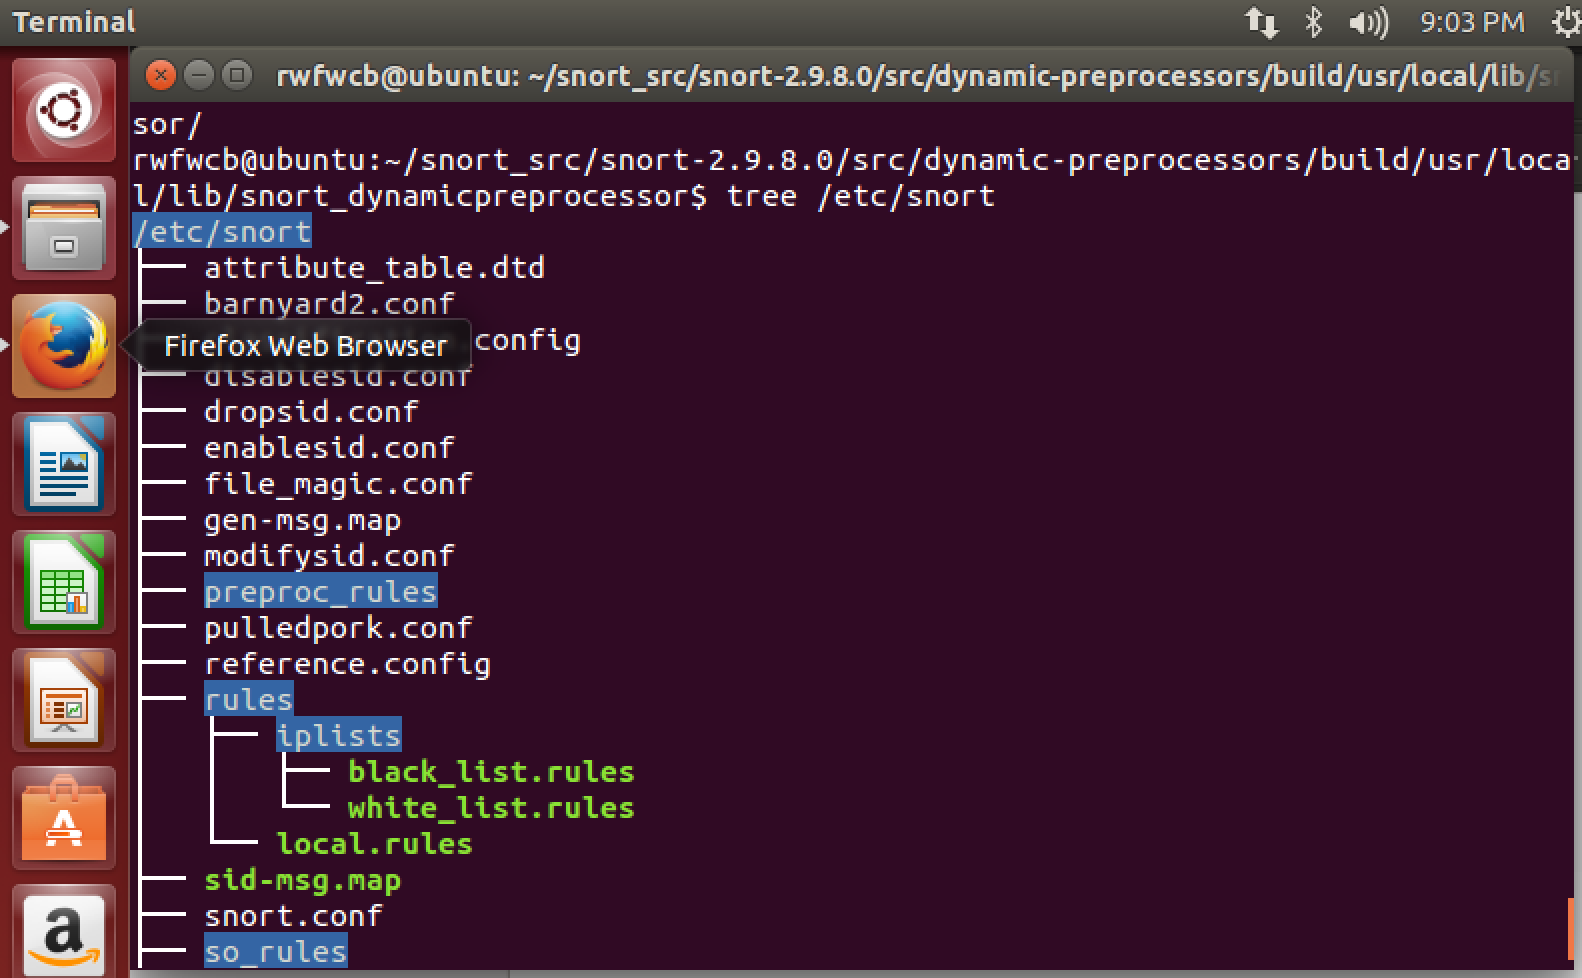 Terminal
9:03 PM
rwfwcb@ubuntu: ~/snort_src/snort-2.9.8.0/src/dynamic-preprocessors/build/usr/local/lib/sn
sor/
rwfwcb@ubuntu:~/snort_src/snort-2.9.8.0/src/dynamic-preprocessors/build/usr/loca
l/lib/snort_dynamicpreprocessor$ tree /etc/snort
/etc/snort
├── attribute_table.dtd
├── barnyard2.conf
Firefox Web Browser
.config
├── disablesid.conf
├── dropsid.conf
├── enablesid.conf
├── file_magic.conf
├── gen-msg.map
├── modifysid.conf
├── preproc_rules
├── pulledpork.conf
├── reference.config
├── rules
│   ├── iplists
│   │   ├── black_list.rules
│   │   └── white_list.rules
│   └── local.rules
├── sid-msg.map
├── snort.conf
├── so_rules